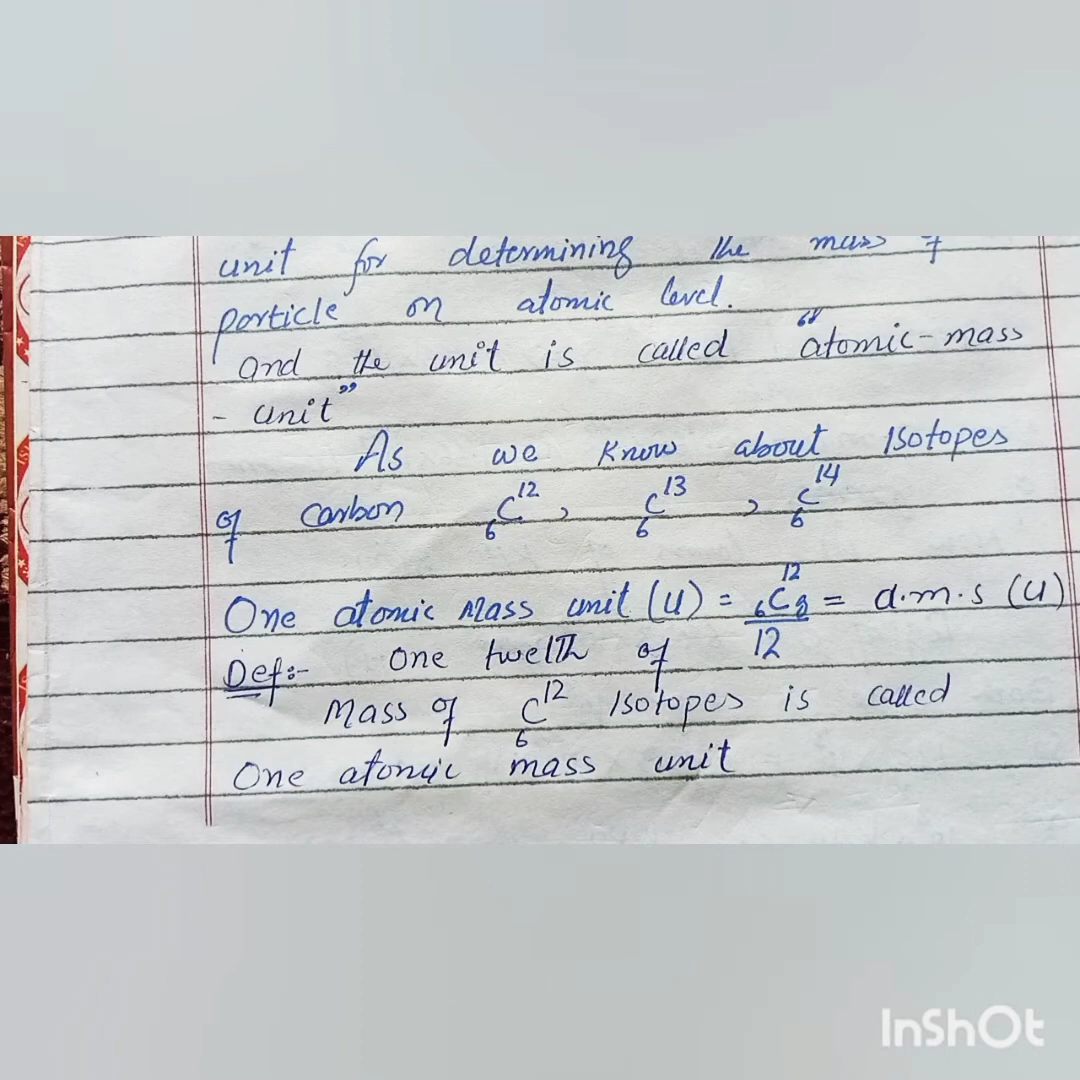 unit for determining the mass of
particle on atomic level.
and the unit is called "atomic-mass
- unit"
As we know about Isotopes
of carbon ₆C¹², ₆C¹³, ₆C¹⁴
One atomic Mass unit (u) = ₆C¹²g/12 = a.m.s (u)
Def:- One twelth of
Mass of ₆C¹² Isotopes is called
One atomic mass unit
InShOt